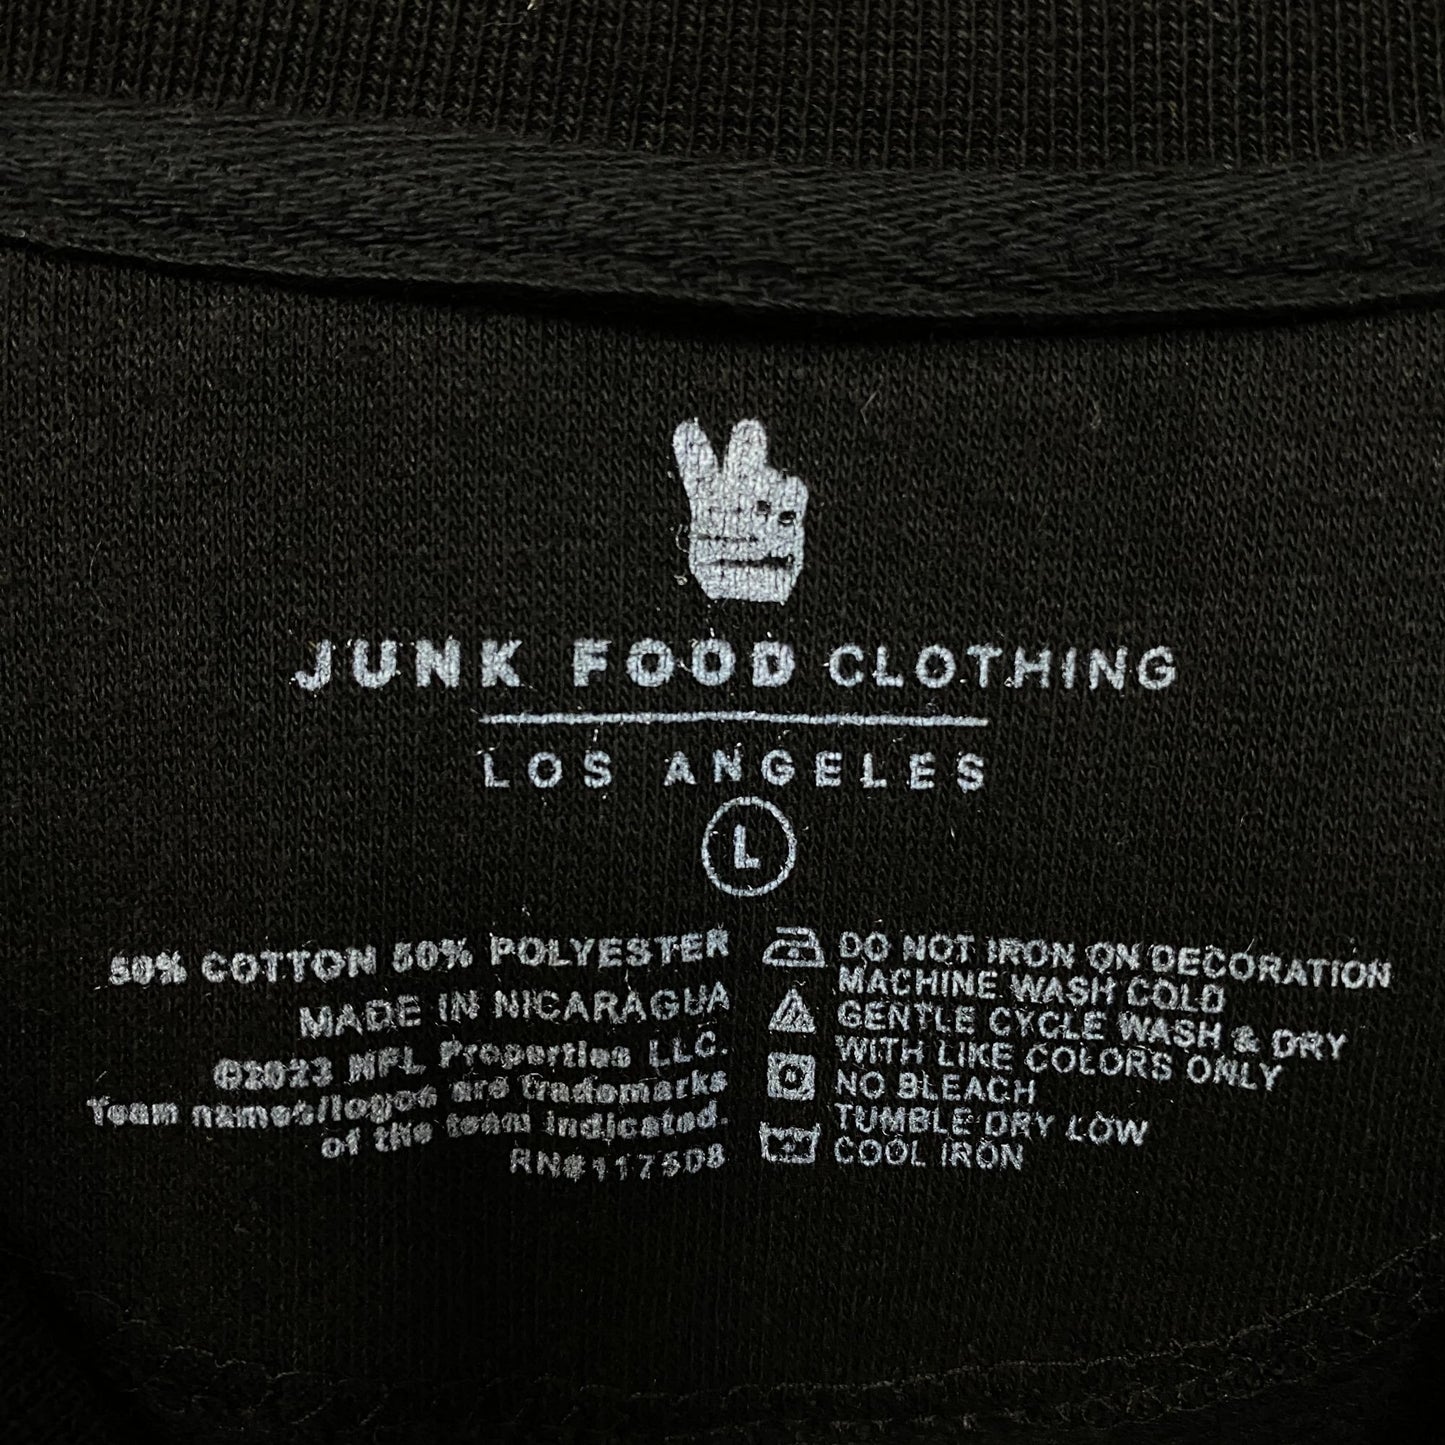 JUNK FOOD CLOTHING
LOS ANGELES
L
50% COTTON 50% POLYESTER
MADE IN NICARAGUA
©2023 NFL Properties LLC.
Team names/logos are trademarks
of the team indicated.
RN#117508
DO NOT IRON ON DECORATION
MACHINE WASH COLD
GENTLE CYCLE WASH & DRY
WITH LIKE COLORS ONLY
NO BLEACH
TUMBLE DRY LOW
COOL IRON